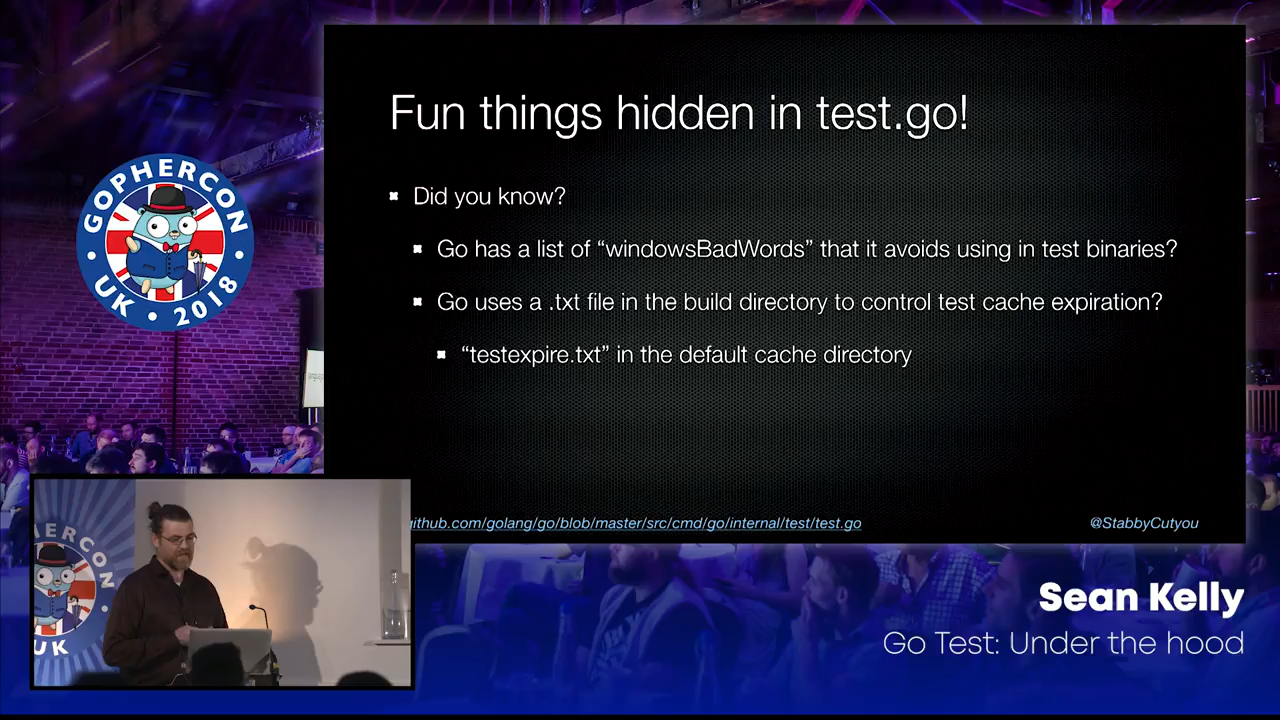 Fun things hidden in test.go!
Did you know?
Go has a list of “windowsBadWords” that it avoids using in test binaries?
Go uses a .txt file in the build directory to control test cache expiration?
“testexpire.txt” in the default cache directory
github.com/golang/go/blob/master/src/cmd/go/internal/test/test.go
@StabbyCutyou
GOPHERCON
UK • 2018
GOPHERCON
UK
Sean Kelly
Go Test: Under the hood